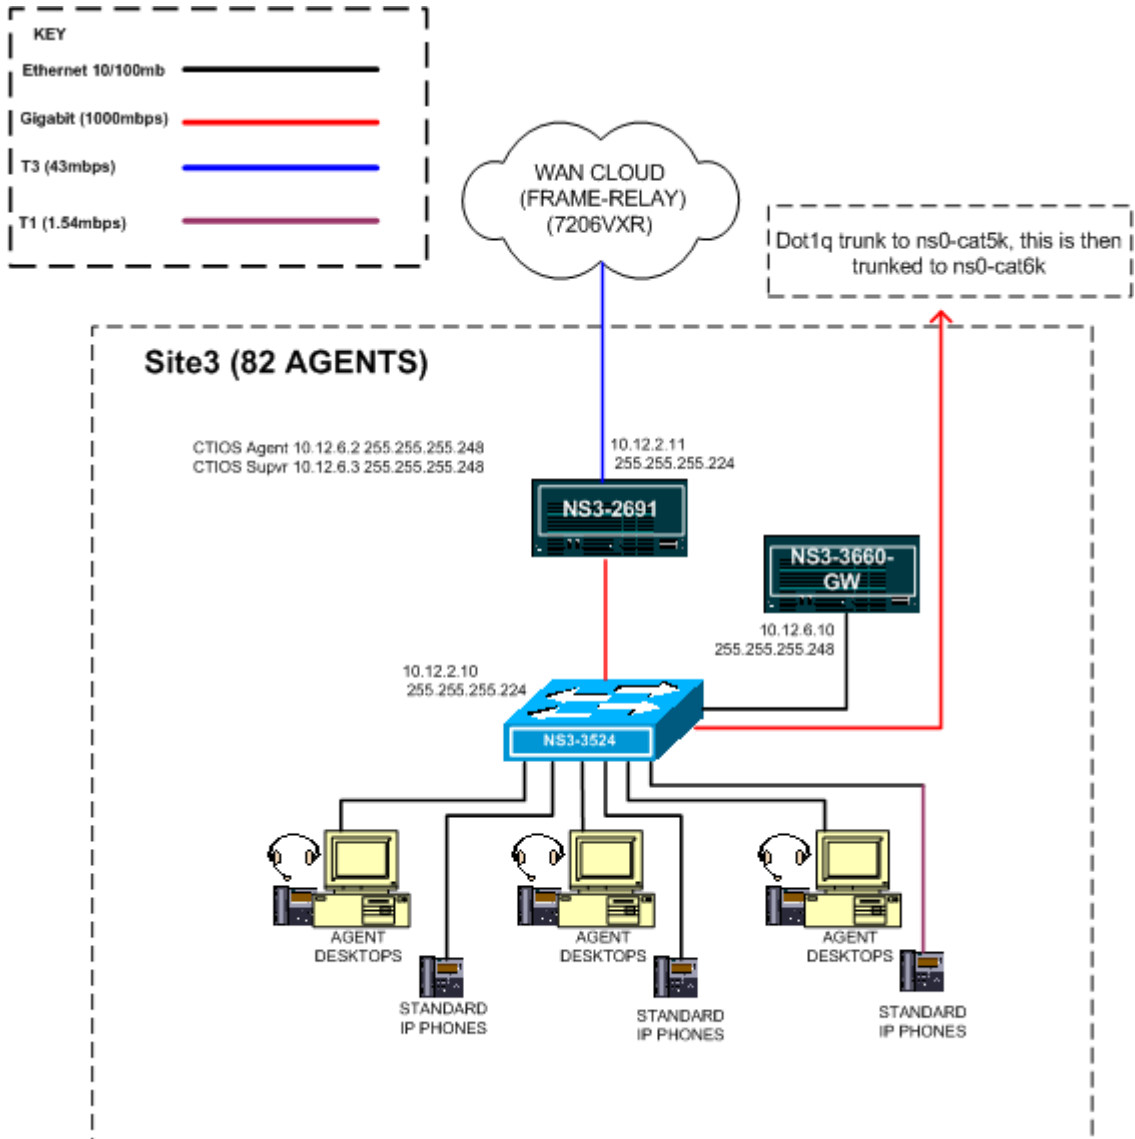 KEY
Ethernet 10/100mb
Gigabit (1000mbps)
T3 (43mbps)
T1 (1.54mbps)
WAN CLOUD
(FRAME-RELAY)
(7206VXR)
Dot1q trunk to ns0-cat5k, this is then
trunked to ns0-cat6k
Site3 (82 AGENTS)
CTIOS Agent 10.12.6.2 255.255.255.248
CTIOS Supvr 10.12.6.3 255.255.255.248
10.12.2.11
255.255.255.224
NS3-2691
NS3-3660-
GW
10.12.6.10
255.255.255.248
10.12.2.10
255.255.255.224
NS3-3524
AGENT
DESKTOPS
AGENT
DESKTOPS
AGENT
DESKTOPS
STANDARD
IP PHONES
STANDARD
IP PHONES
STANDARD
IP PHONES